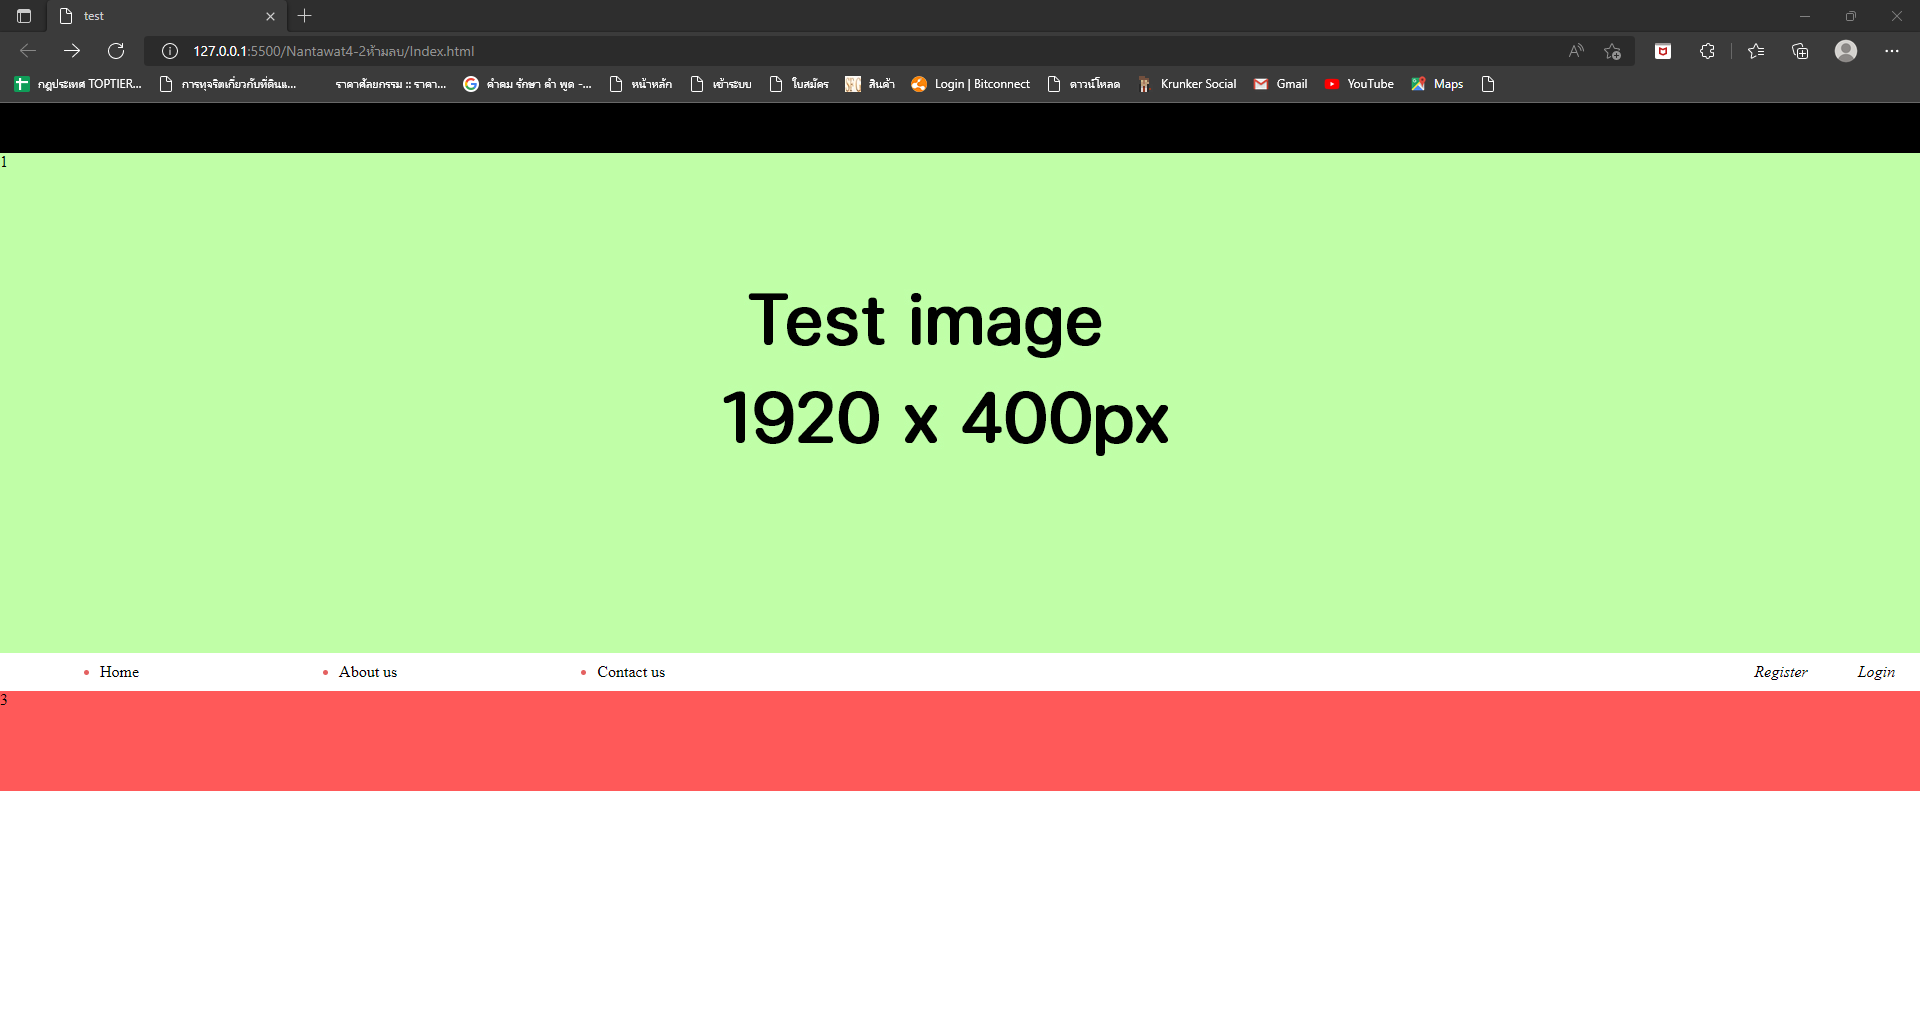 test
127.0.0.1:5500/Nantawat4-2ห้ามลบ/Index.html
กฎประเทศ TOPTIER... การทุจริตเกี่ยวกับที่ดินแ... ราคาศัลยกรรม :: ราคา... คำคม รักษา คำ พูด -... หน้าหลัก เข้าระบบ ใบสมัคร สินค้า Login | Bitconnect ดาวน์โหลด Krunker Social Gmail YouTube Maps
1
Test image
1920 x 400px
Home About us Contact us Register Login
3